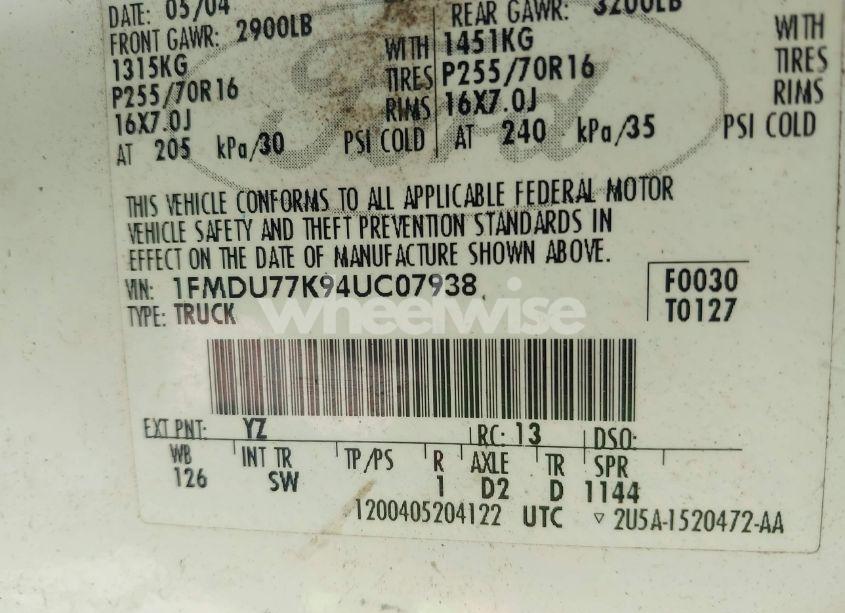 DATE: 05/04
FRONT GAWR: 2900LB
1315KG WITH
P255/70R16 TIRES
16X7.0J RIMS
AT 205 kPa/30 PSI COLD
REAR GAWR: 3200LB
1451KG WITH
P255/70R16 TIRES
16X7.0J RIMS
AT 240 kPa/35 PSI COLD
Ford
THIS VEHICLE CONFORMS TO ALL APPLICABLE FEDERAL MOTOR
VEHICLE SAFETY AND THEFT PREVENTION STANDARDS IN
EFFECT ON THE DATE OF MANUFACTURE SHOWN ABOVE.
VIN: 1FMDU77K94UC07938 F0030
TYPE: TRUCK T0127
wheelwise
EXT PNT: YZ RC: 13 DSO:
WB INT TR TP/PS R AXLE TR SPR
126 SW 1 D2 D 1144
1200405204122 UTC ▽ 2U5A-1520472-AA